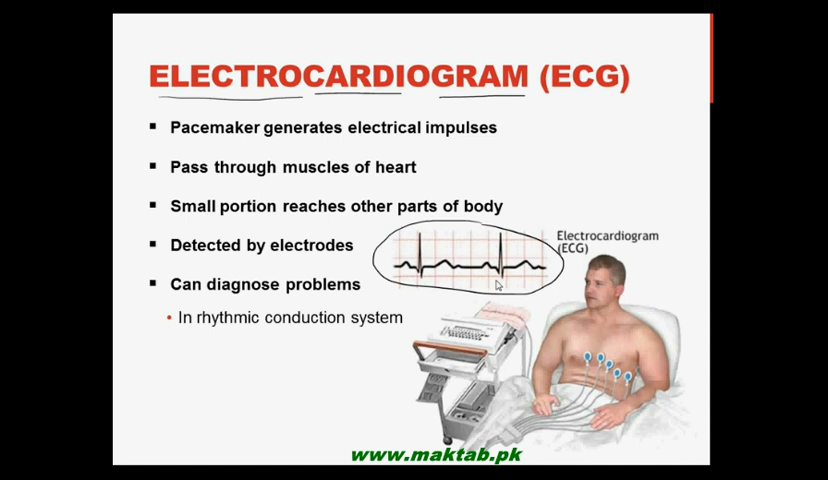 ELECTROCARDIOGRAM (ECG)
Pacemaker generates electrical impulses
Pass through muscles of heart
Small portion reaches other parts of body
Detected by electrodes
Electrocardiogram
(ECG)
Can diagnose problems
In rhythmic conduction system
www.maktab.pk